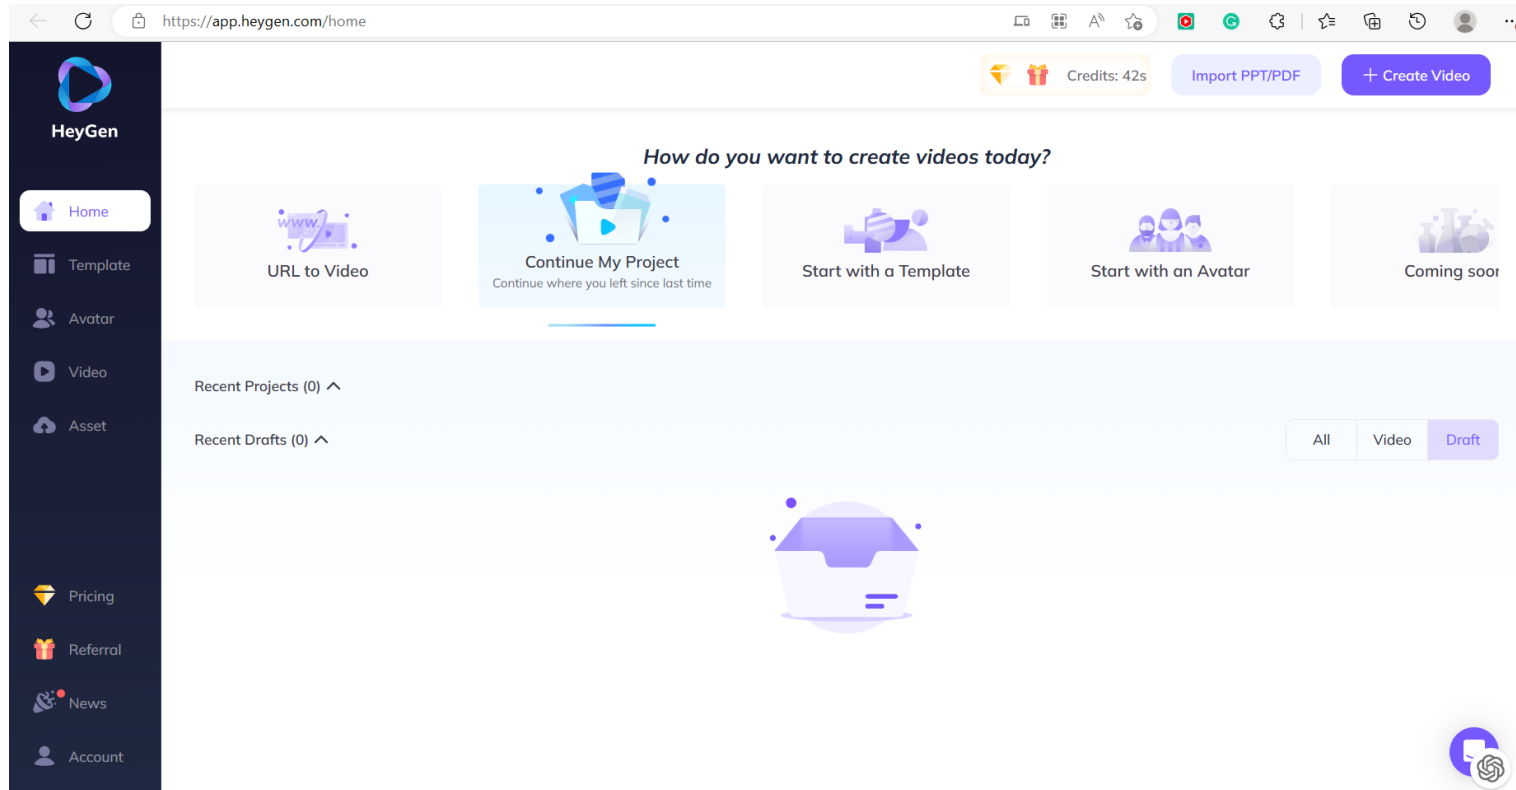 https://app.heygen.com/home
HeyGen
Credits: 42s
Import PPT/PDF
+ Create Video
Home
Template
Avatar
Video
Asset
Pricing
Referral
News
Account
How do you want to create videos today?
www.
URL to Video
Continue My Project
Continue where you left since last time
Start with a Template
Start with an Avatar
Coming soon
Recent Projects (0)
Recent Drafts (0)
All
Video
Draft